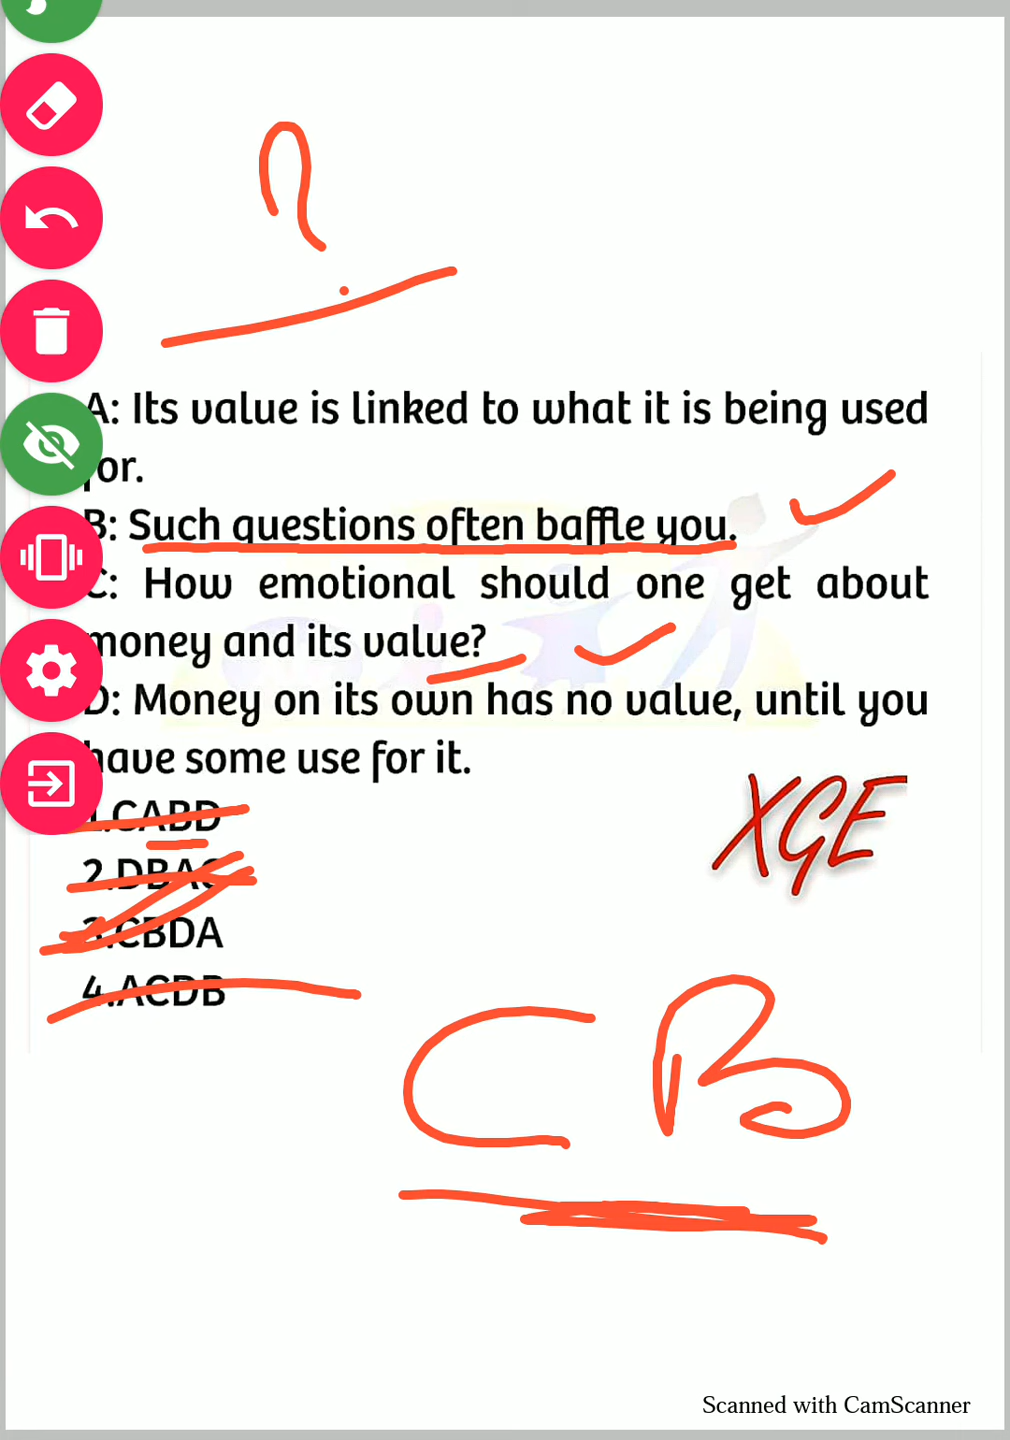 ?
A: Its value is linked to what it is being used
for.
B: Such questions often baffle you.
C: How emotional should one get about
money and its value?
D: Money on its own has no value, until you
have some use for it.
1.CABD
2.DBAC
3.CBDA
4.ACDB
XGE
CB
Scanned with CamScanner